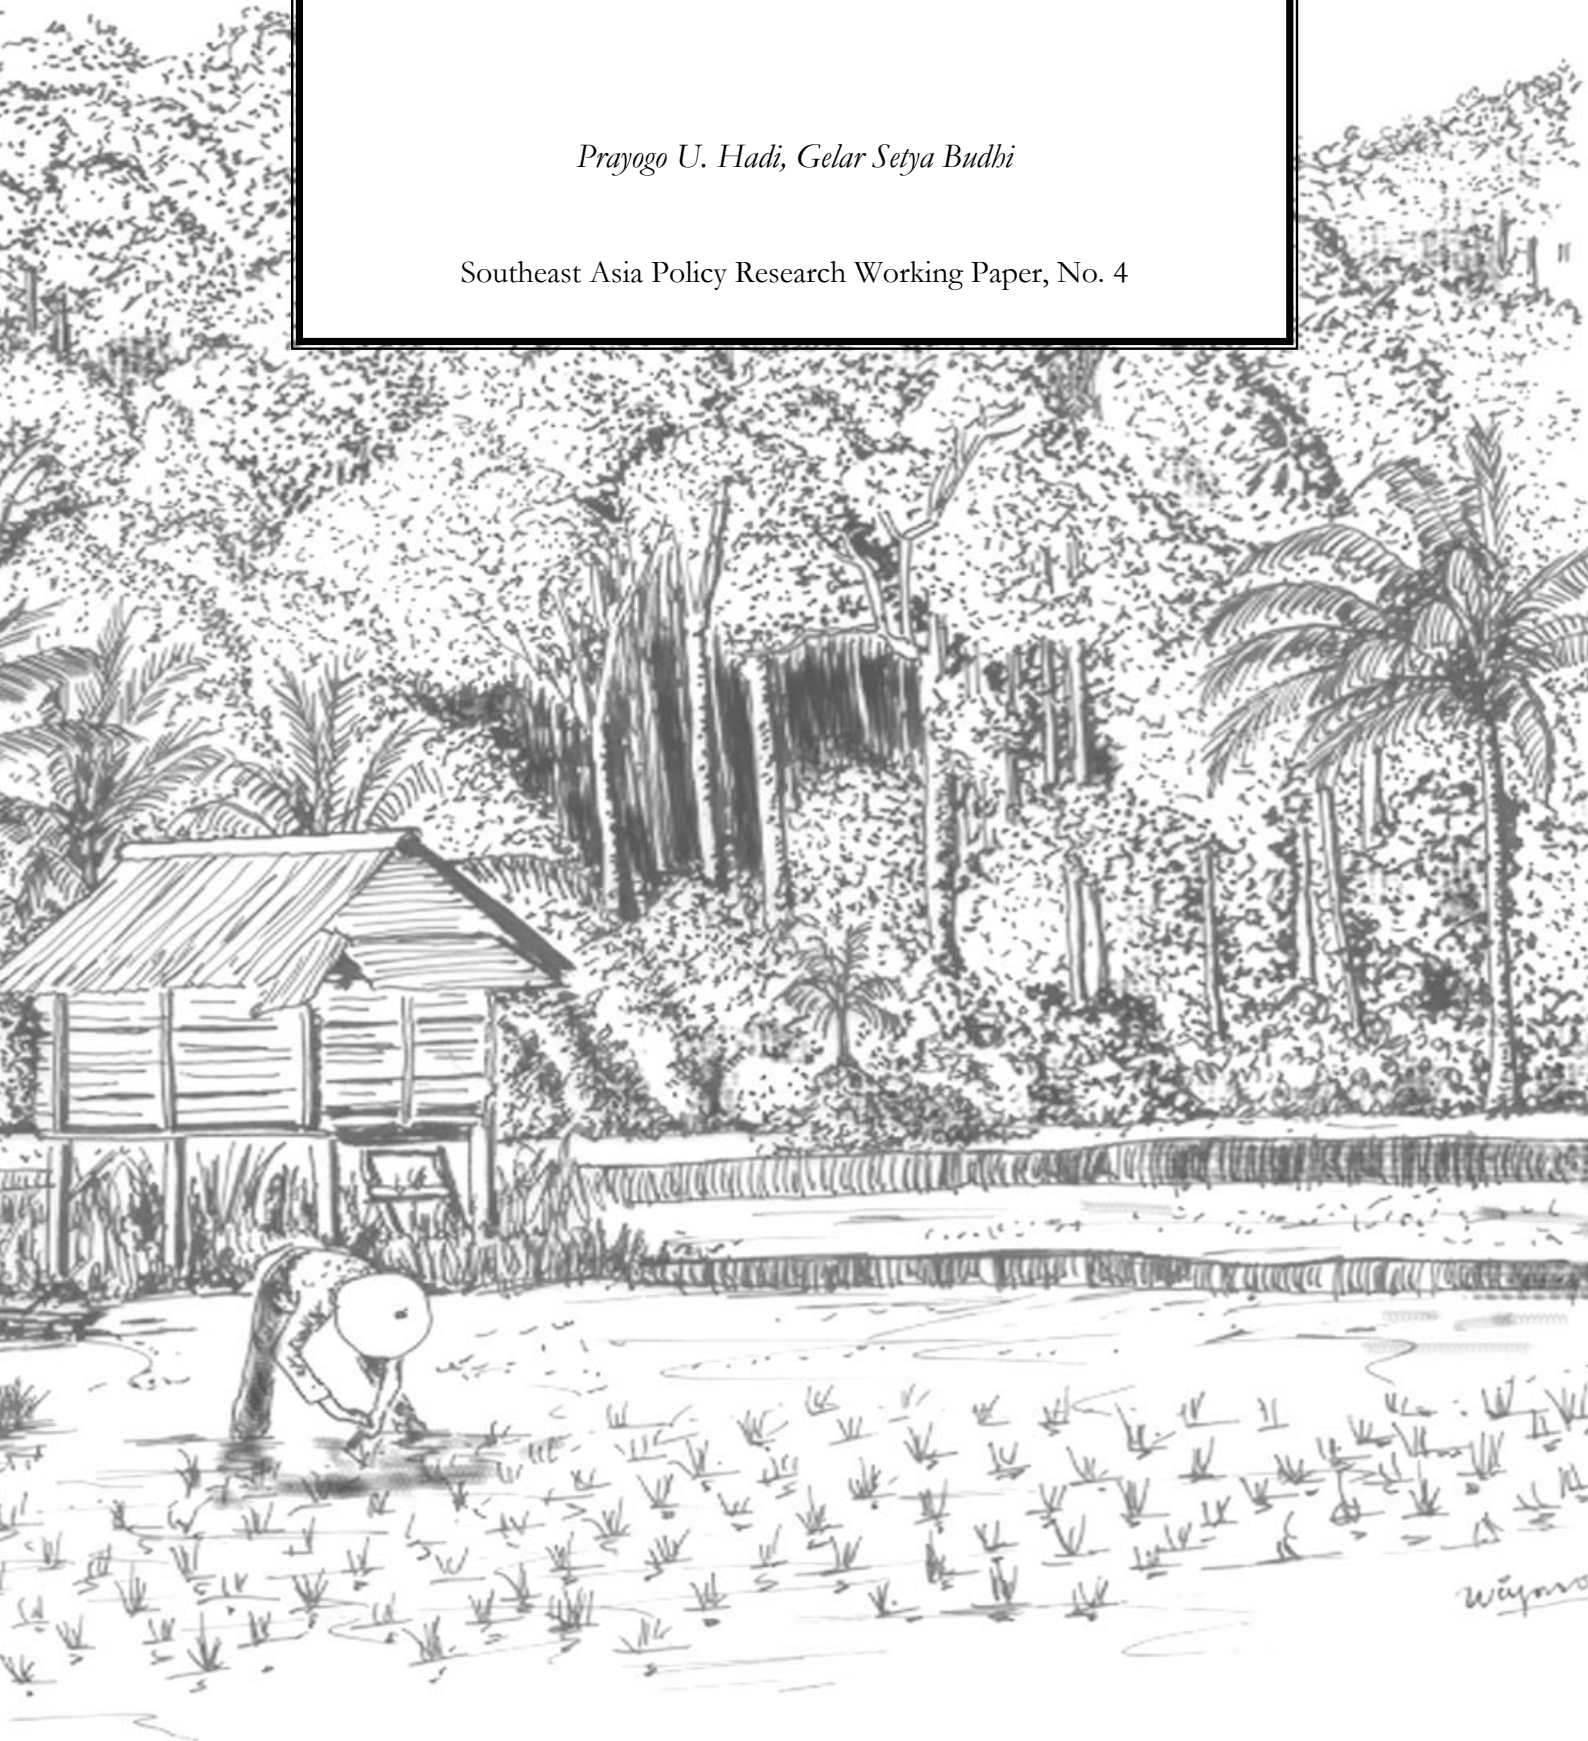 Prayogo U. Hadi, Gelar Setya Budhi
Southeast Asia Policy Research Working Paper, No. 4